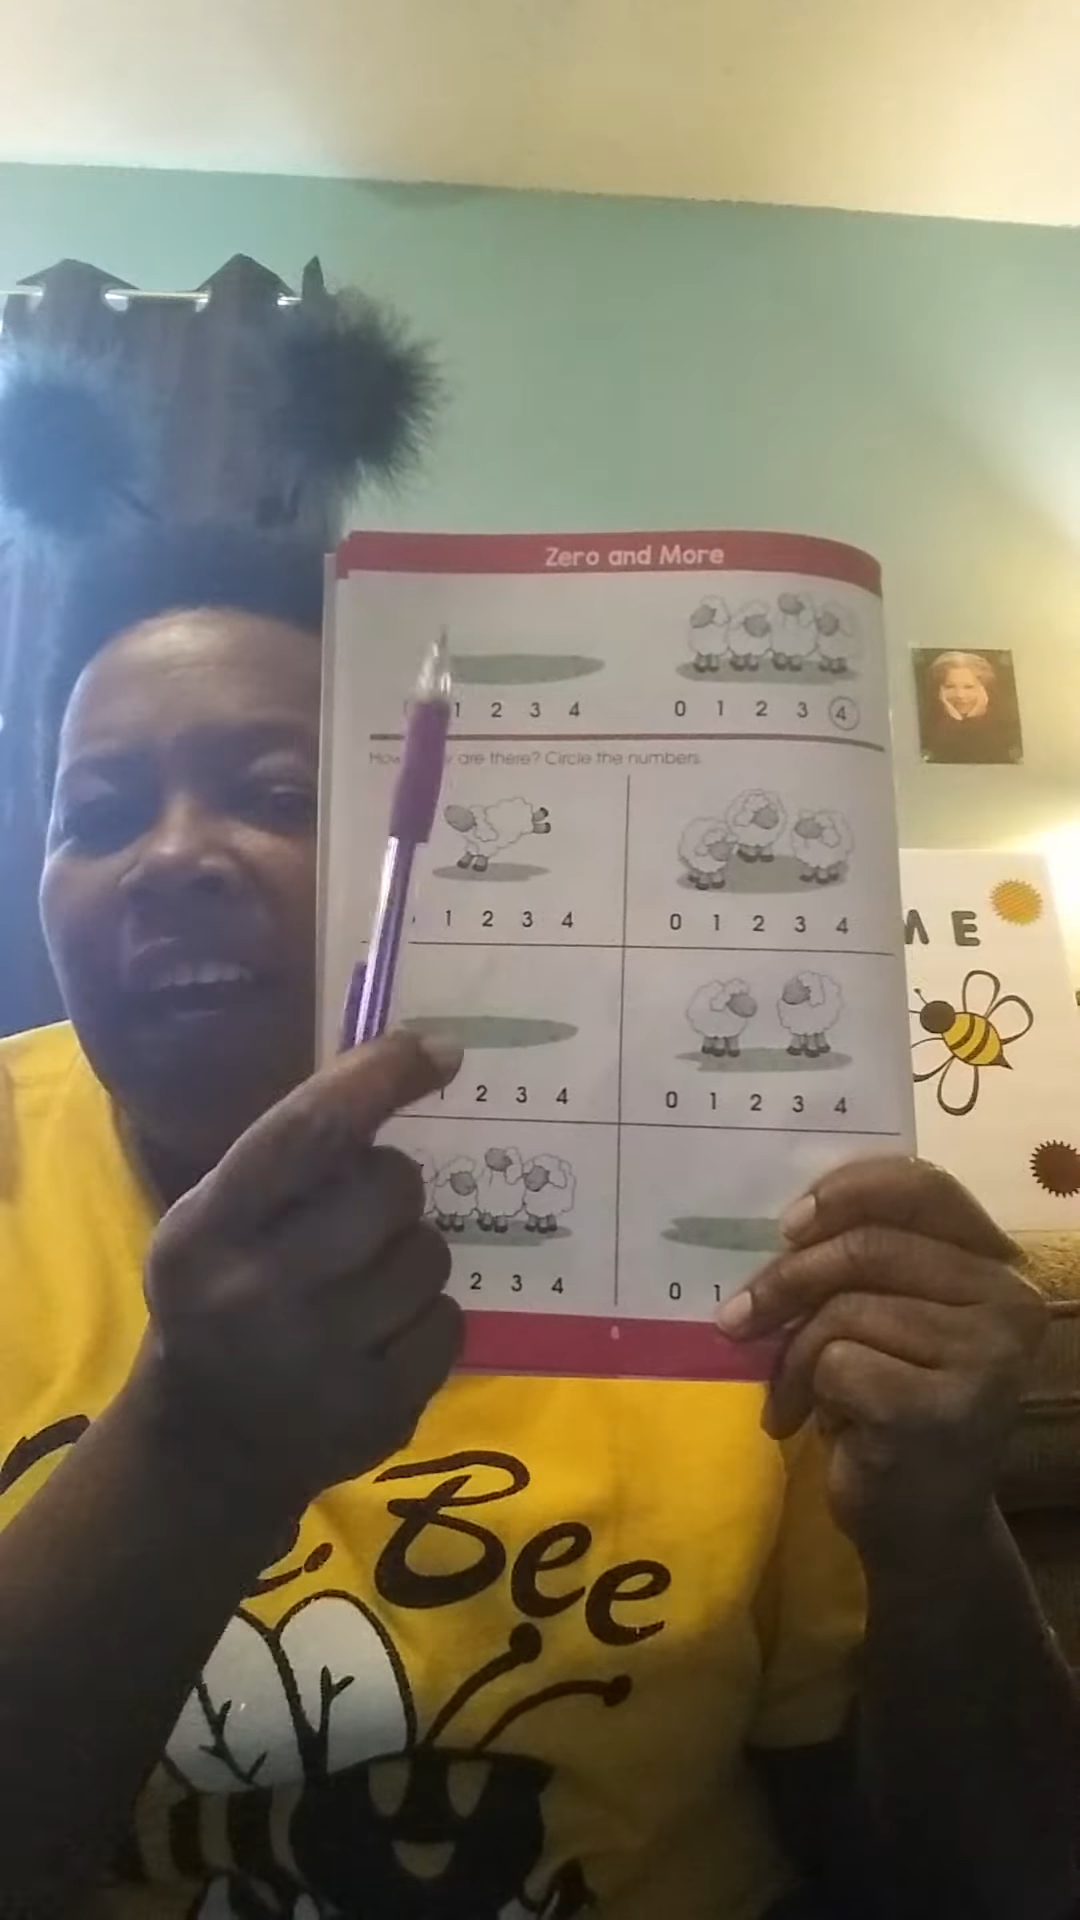 Zero and More
1 2 3 4
0 1 2 3 4
are there? Circle the numbers.
1 2 3 4
0 1 2 3 4
1 2 3 4
0 1 2 3 4
2 3 4
0 1
M E
Bee